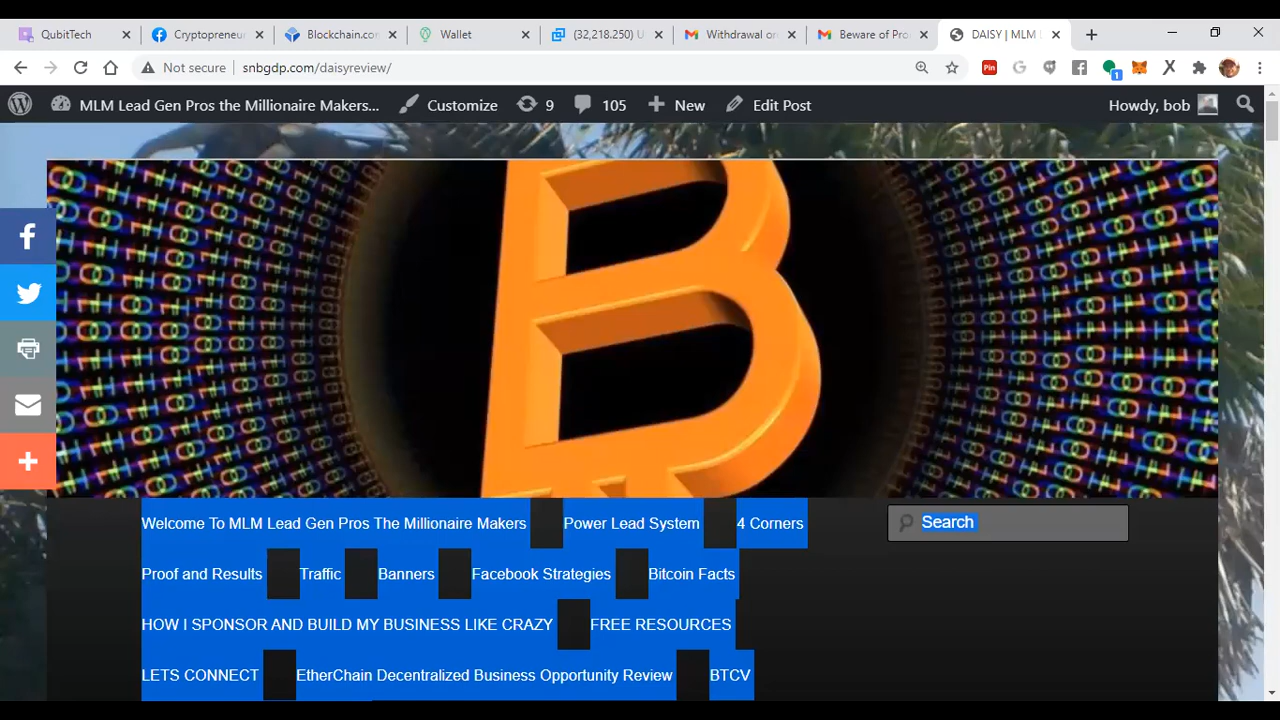 QubitTech
Cryptopreneur
Blockchain.co
Wallet
(32,218.250) U
Withdrawal o
Beware of Pro
DAISY | MLM
Not secure
snbgdp.com/daisyreview/
Pin
1
MLM Lead Gen Pros the Millionaire Makers...
Customize
9
105
New
Edit Post
Howdy, bob
Welcome To MLM Lead Gen Pros The Millionaire Makers
Power Lead System
4 Corners
Search
Proof and Results
Traffic
Banners
Facebook Strategies
Bitcoin Facts
HOW I SPONSOR AND BUILD MY BUSINESS LIKE CRAZY
FREE RESOURCES
LETS CONNECT
EtherChain Decentralized Business Opportunity Review
BTCV